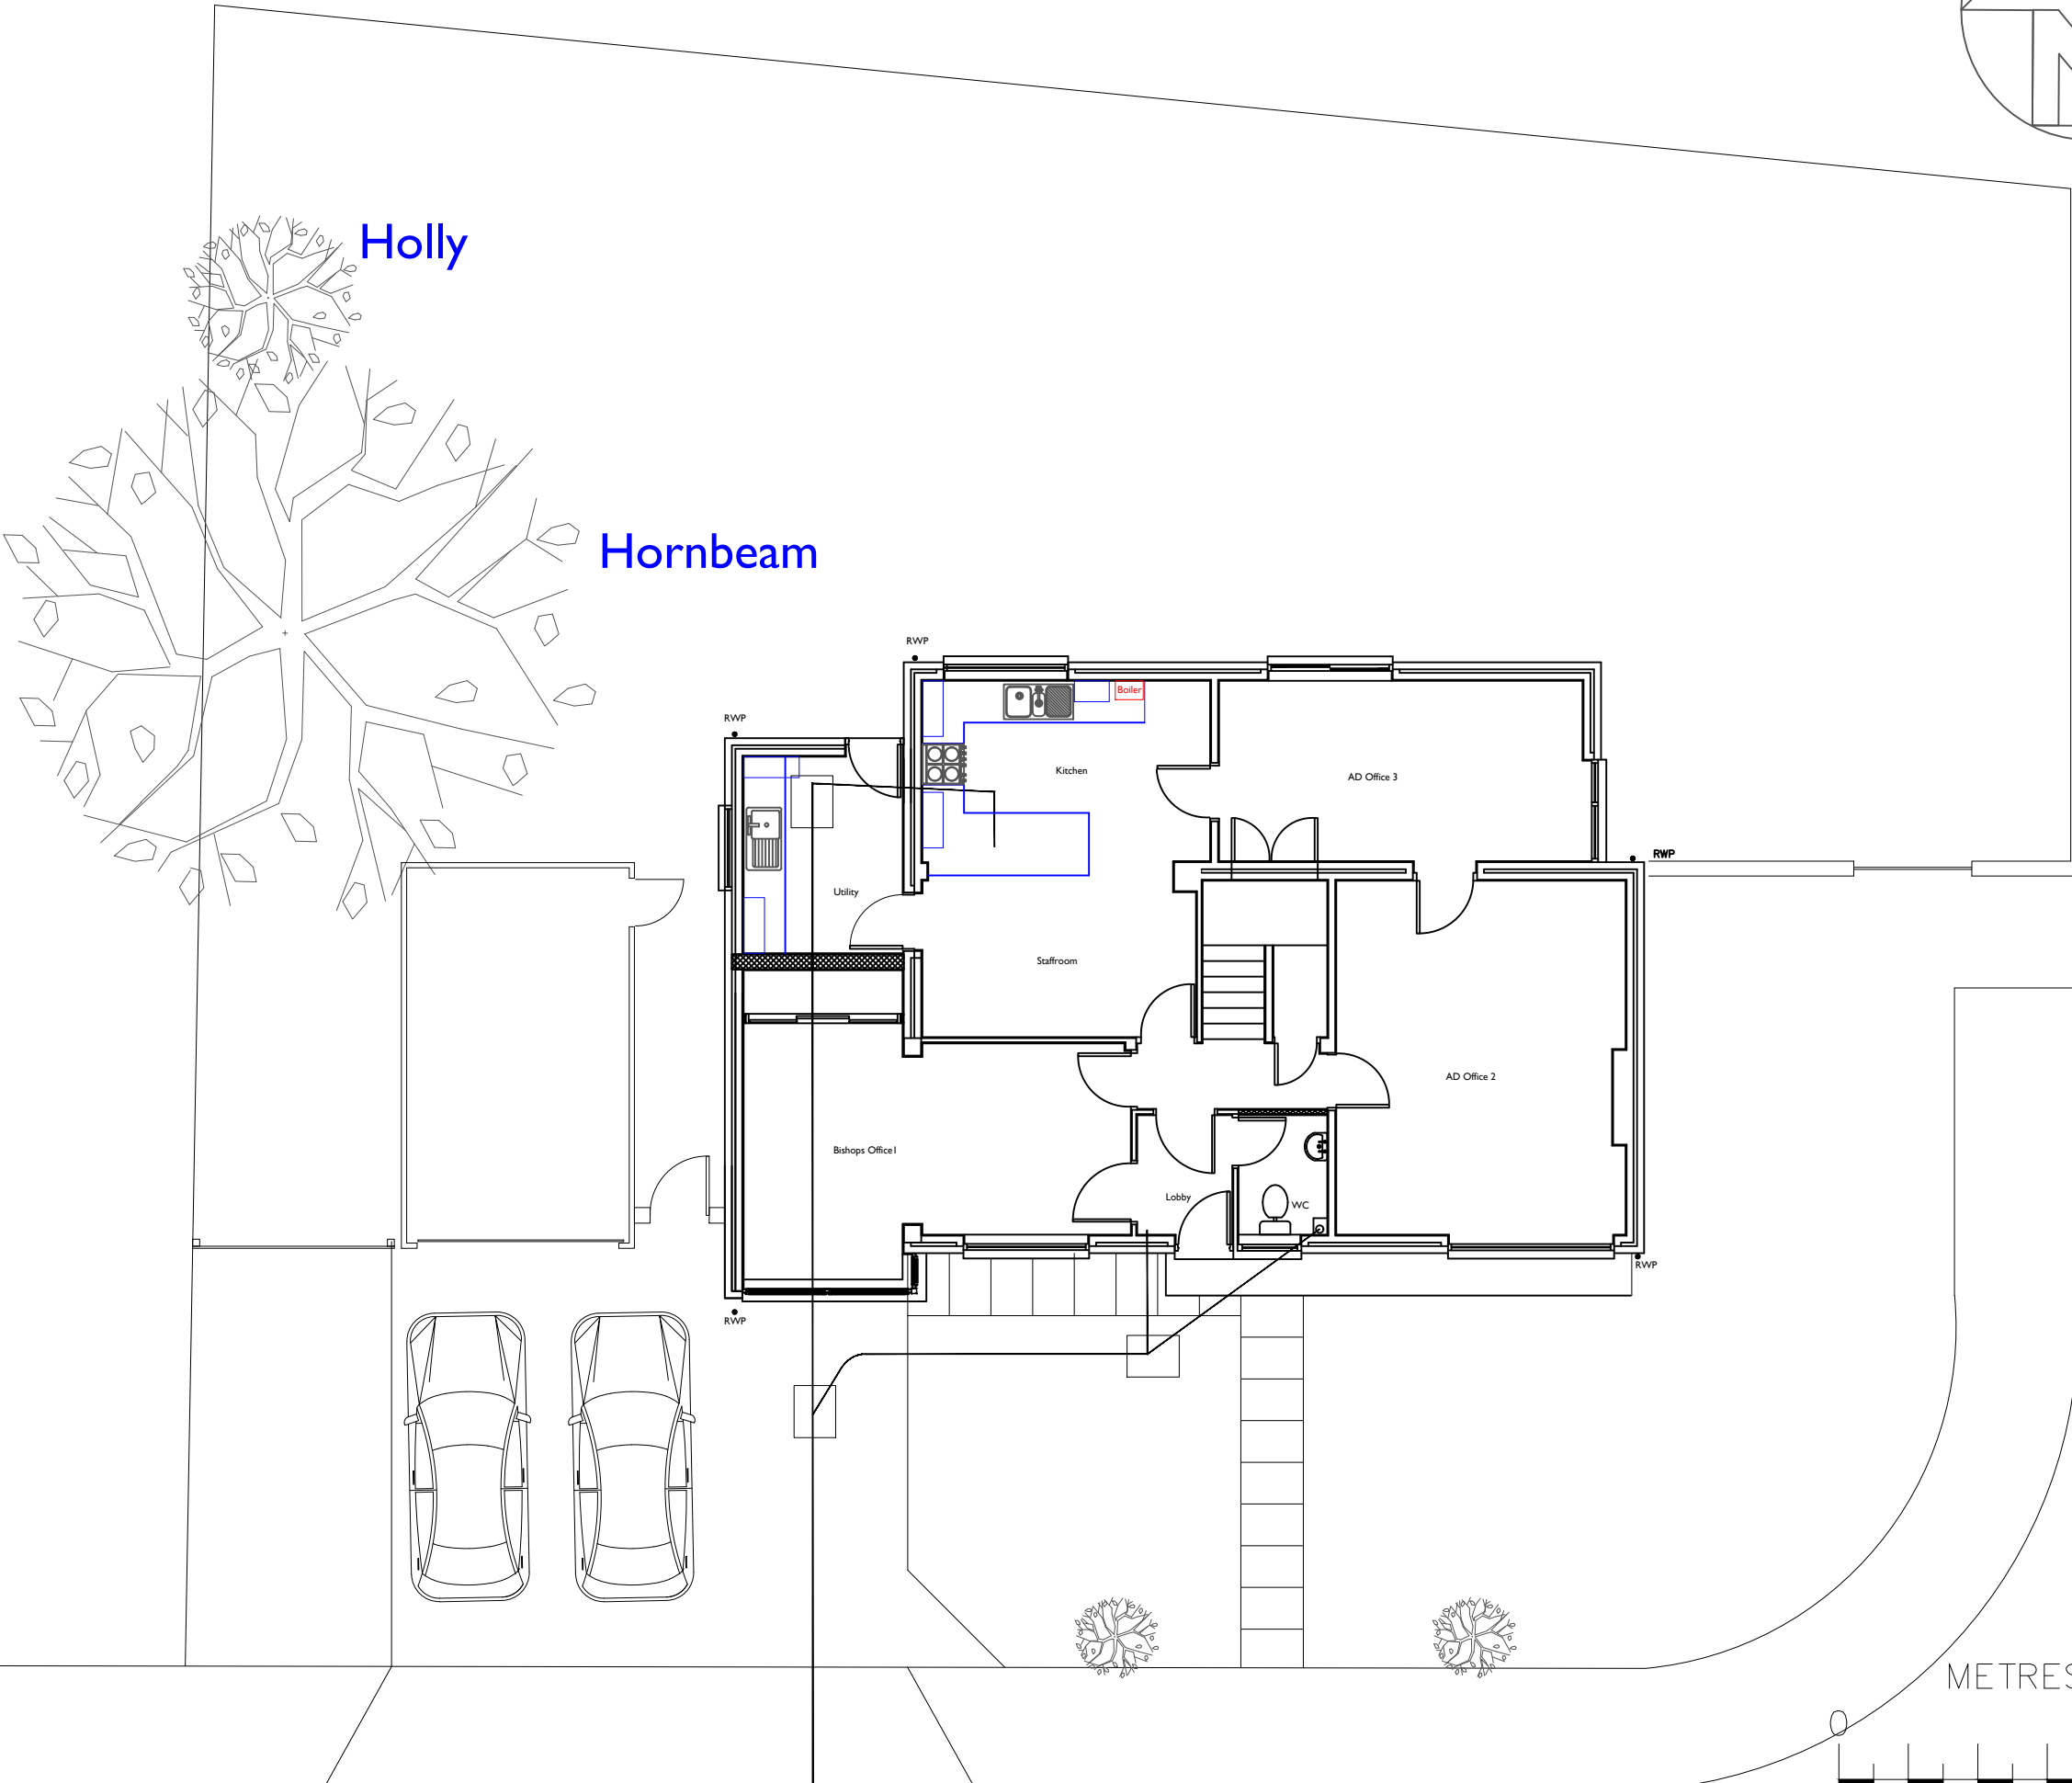 N
Holly
Hornbeam
RWP
Boiler
RWP
Kitchen
AD Office 3
RWP
Utility
Staffroom
AD Office 2
Bishops Office1
Lobby
WC
RWP
RWP
METRES
0